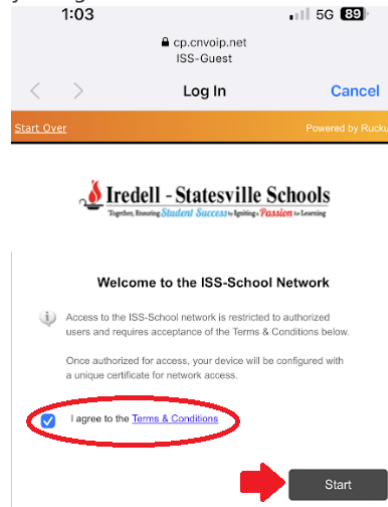 1:03 5G 89
cp.cnvoip.net
ISS-Guest
Log In Cancel
Start Over Powered by Rucku
Iredell - Statesville Schools
Together, Ensuring Student Success by Igniting a Passion for Learning
Welcome to the ISS-School Network
Access to the ISS-School network is restricted to authorized
users and requires acceptance of the Terms & Conditions below.
Once authorized for access, your device will be configured with
a unique certificate for network access.
I agree to the Terms & Conditions
Start